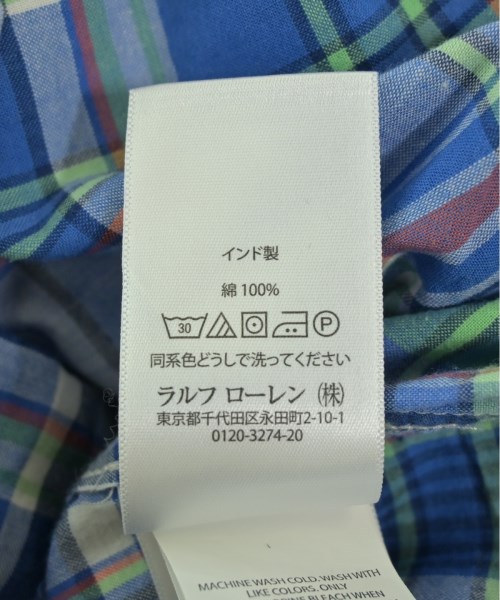 インド製
綿 100%
30 P
同系色どうしで洗ってください
ラルフ ローレン (株)
東京都千代田区永田町2-10-1
0120-3274-20
MACHINE WASH COLD. WASH WITH
LIKE COLORS. ONLY
BLEACH WHEN